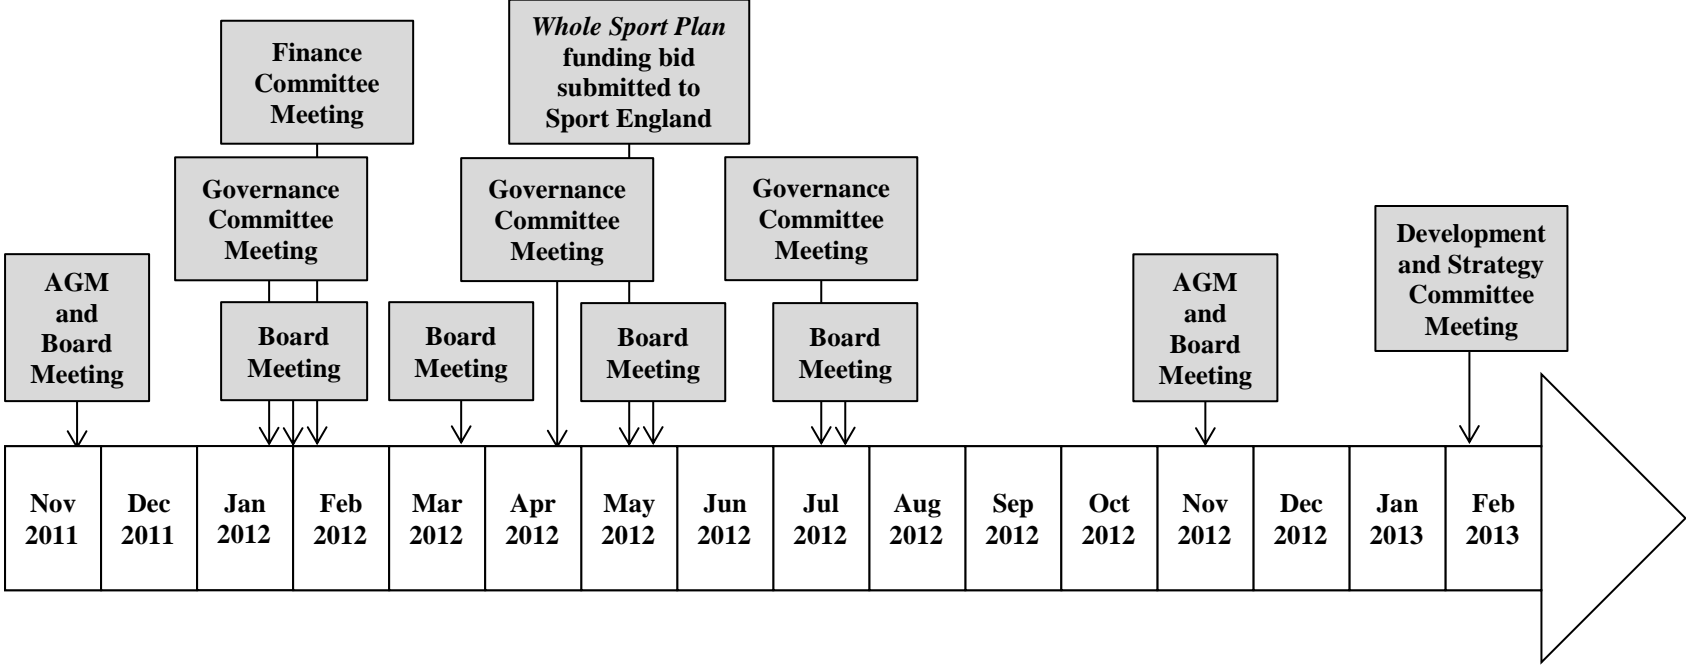 Finance
Committee
Meeting
Whole Sport Plan
funding bid
submitted to
Sport England
Governance
Committee
Meeting
Governance
Committee
Meeting
Governance
Committee
Meeting
Development
and Strategy
Committee
Meeting
AGM
and
Board
Meeting
Board
Meeting
Board
Meeting
Board
Meeting
Board
Meeting
AGM
and
Board
Meeting
Nov
2011
Dec
2011
Jan
2012
Feb
2012
Mar
2012
Apr
2012
May
2012
Jun
2012
Jul
2012
Aug
2012
Sep
2012
Oct
2012
Nov
2012
Dec
2012
Jan
2013
Feb
2013